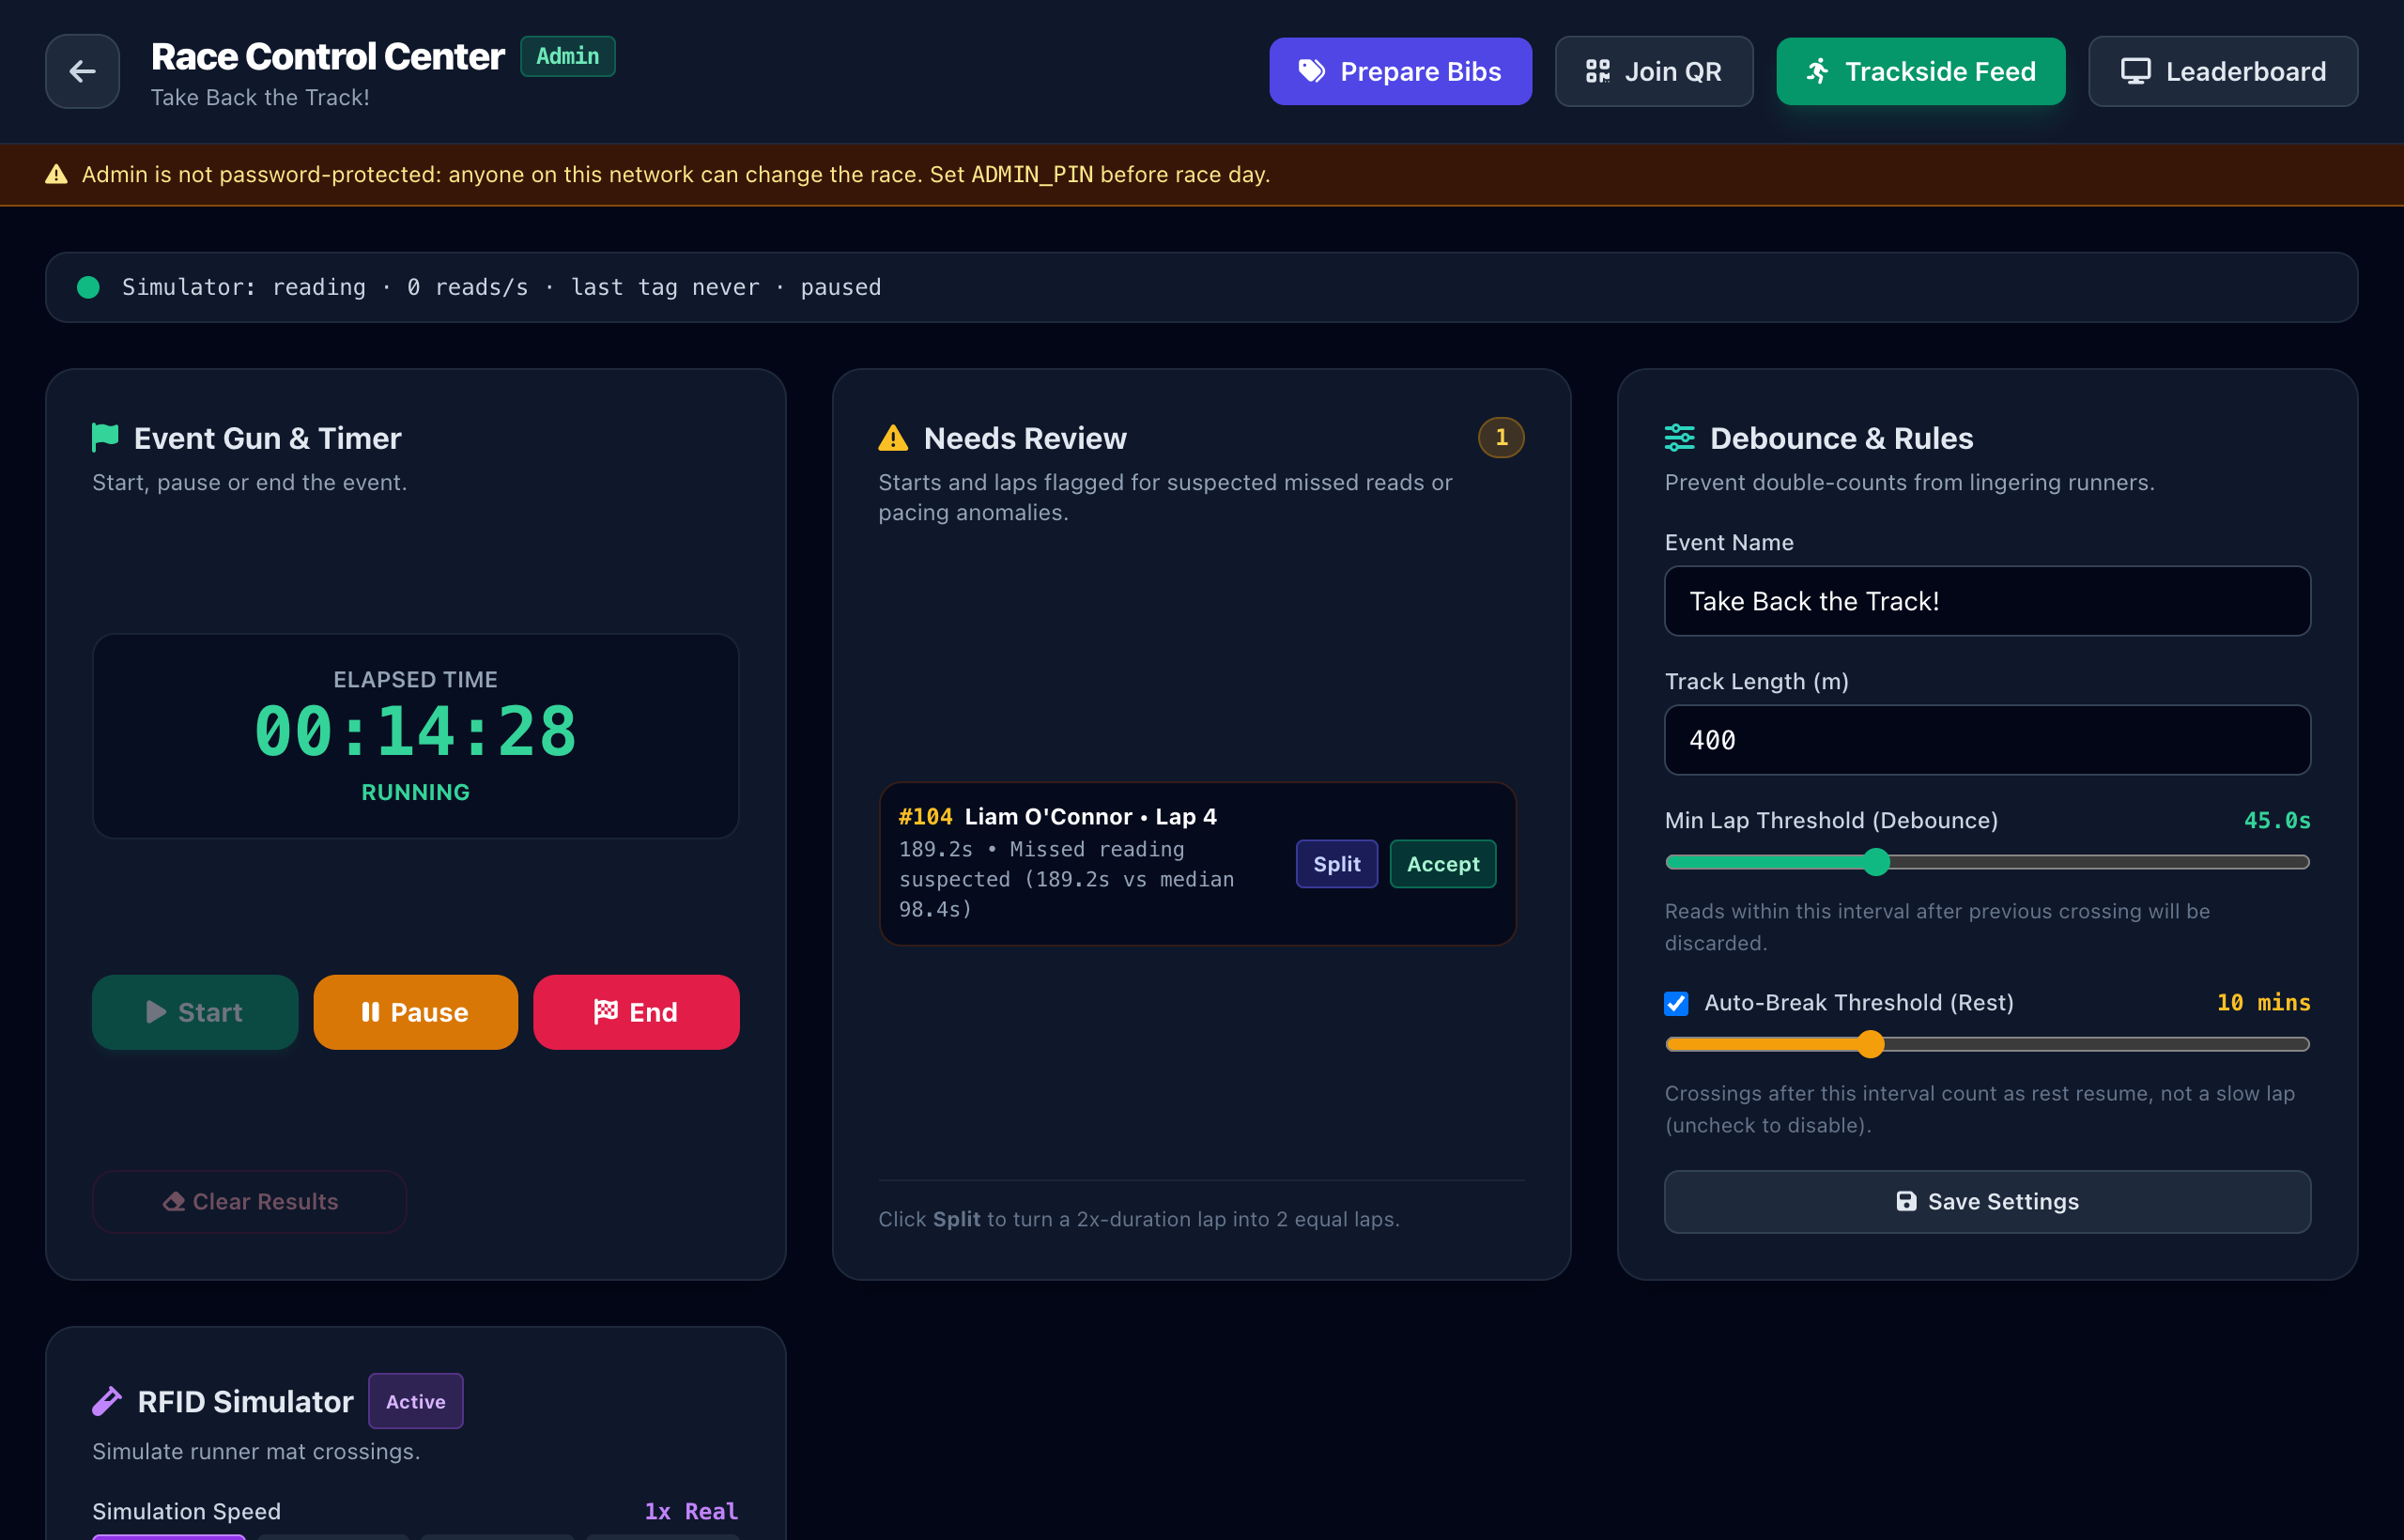 Race Control Center Admin
Take Back the Track!
Prepare Bibs
Join QR
Trackside Feed
Leaderboard
Admin is not password-protected: anyone on this network can change the race. Set ADMIN_PIN before race day.
Simulator: reading · 0 reads/s · last tag never · paused
Event Gun & Timer
Start, pause or end the event.
ELAPSED TIME
00:14:28
RUNNING
Start
Pause
End
Clear Results
Needs Review
1
Starts and laps flagged for suspected missed reads or
pacing anomalies.
#104 Liam O'Connor • Lap 4
189.2s • Missed reading
suspected (189.2s vs median
98.4s)
Split
Accept
Click Split to turn a 2x-duration lap into 2 equal laps.
Debounce & Rules
Prevent double-counts from lingering runners.
Event Name
Take Back the Track!
Track Length (m)
400
Min Lap Threshold (Debounce) 45.0s
Reads within this interval after previous crossing will be
discarded.
Auto-Break Threshold (Rest) 10 mins
Crossings after this interval count as rest resume, not a slow lap
(uncheck to disable).
Save Settings
RFID Simulator Active
Simulate runner mat crossings.
Simulation Speed 1x Real